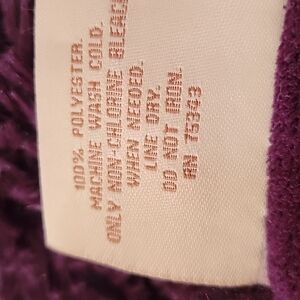 100% POLYESTER.
MACHINE WASH COLD.
ONLY NON-CHLORINE BLEACH
WHEN NEEDED.
LINE DRY.
DO NOT IRON.
RN 75343